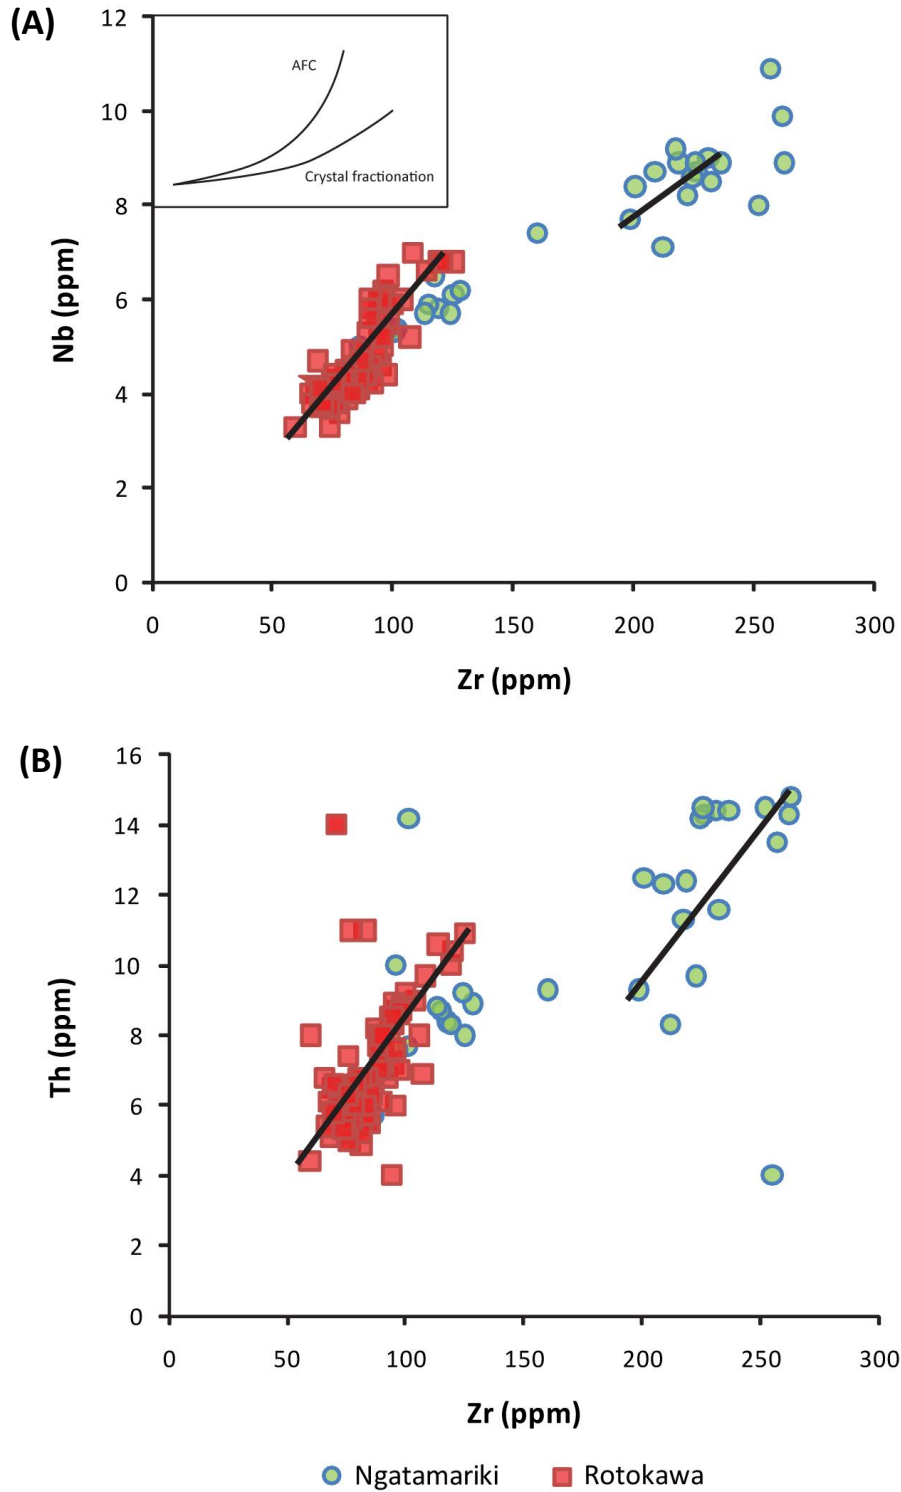 (A)
12
10
8
6
4
2
0
Nb (ppm)
AFC
Crystal fractionation
0 50 100 150 200 250 300
Zr (ppm)
(B)
16
14
12
10
8
6
4
2
0
Th (ppm)
0 50 100 150 200 250 300
Zr (ppm)
Ngatamariki Rotokawa